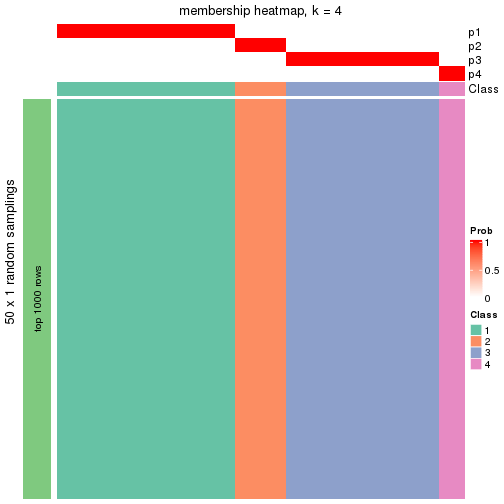 membership heatmap, k = 4
p1
p2
p3
p4
Class
50 x 1 random samplings
top 1000 rows
Prob
1
0.5
0
Class
1
2
3
4